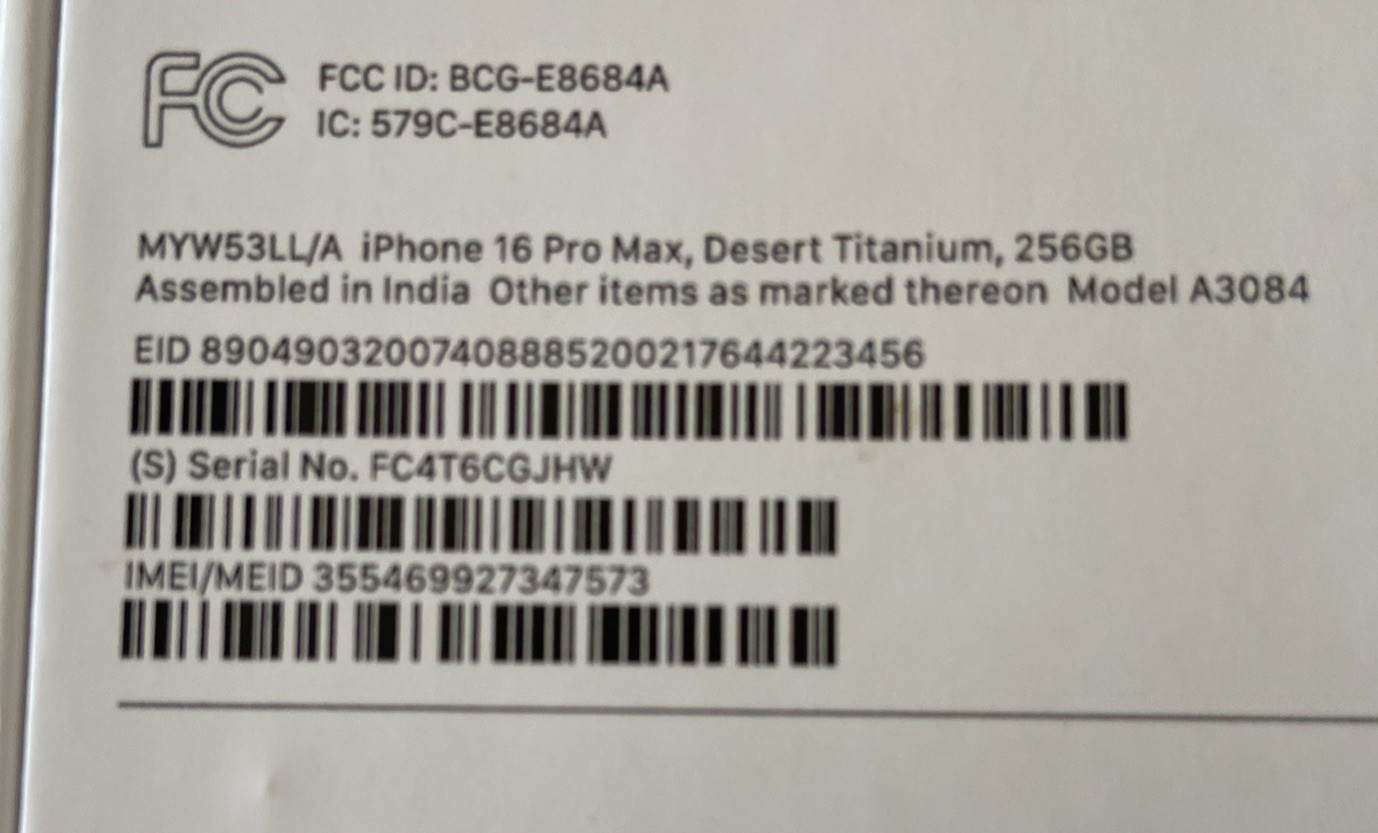 FC
FCC ID: BCG-E8684A
IC: 579C-E8684A
MYW53LL/A iPhone 16 Pro Max, Desert Titanium, 256GB
Assembled in India Other items as marked thereon Model A3084
EID 89049032007408885200217644223456
(S) Serial No. FC4T6CGJHW
IMEI/MEID 355469927347573